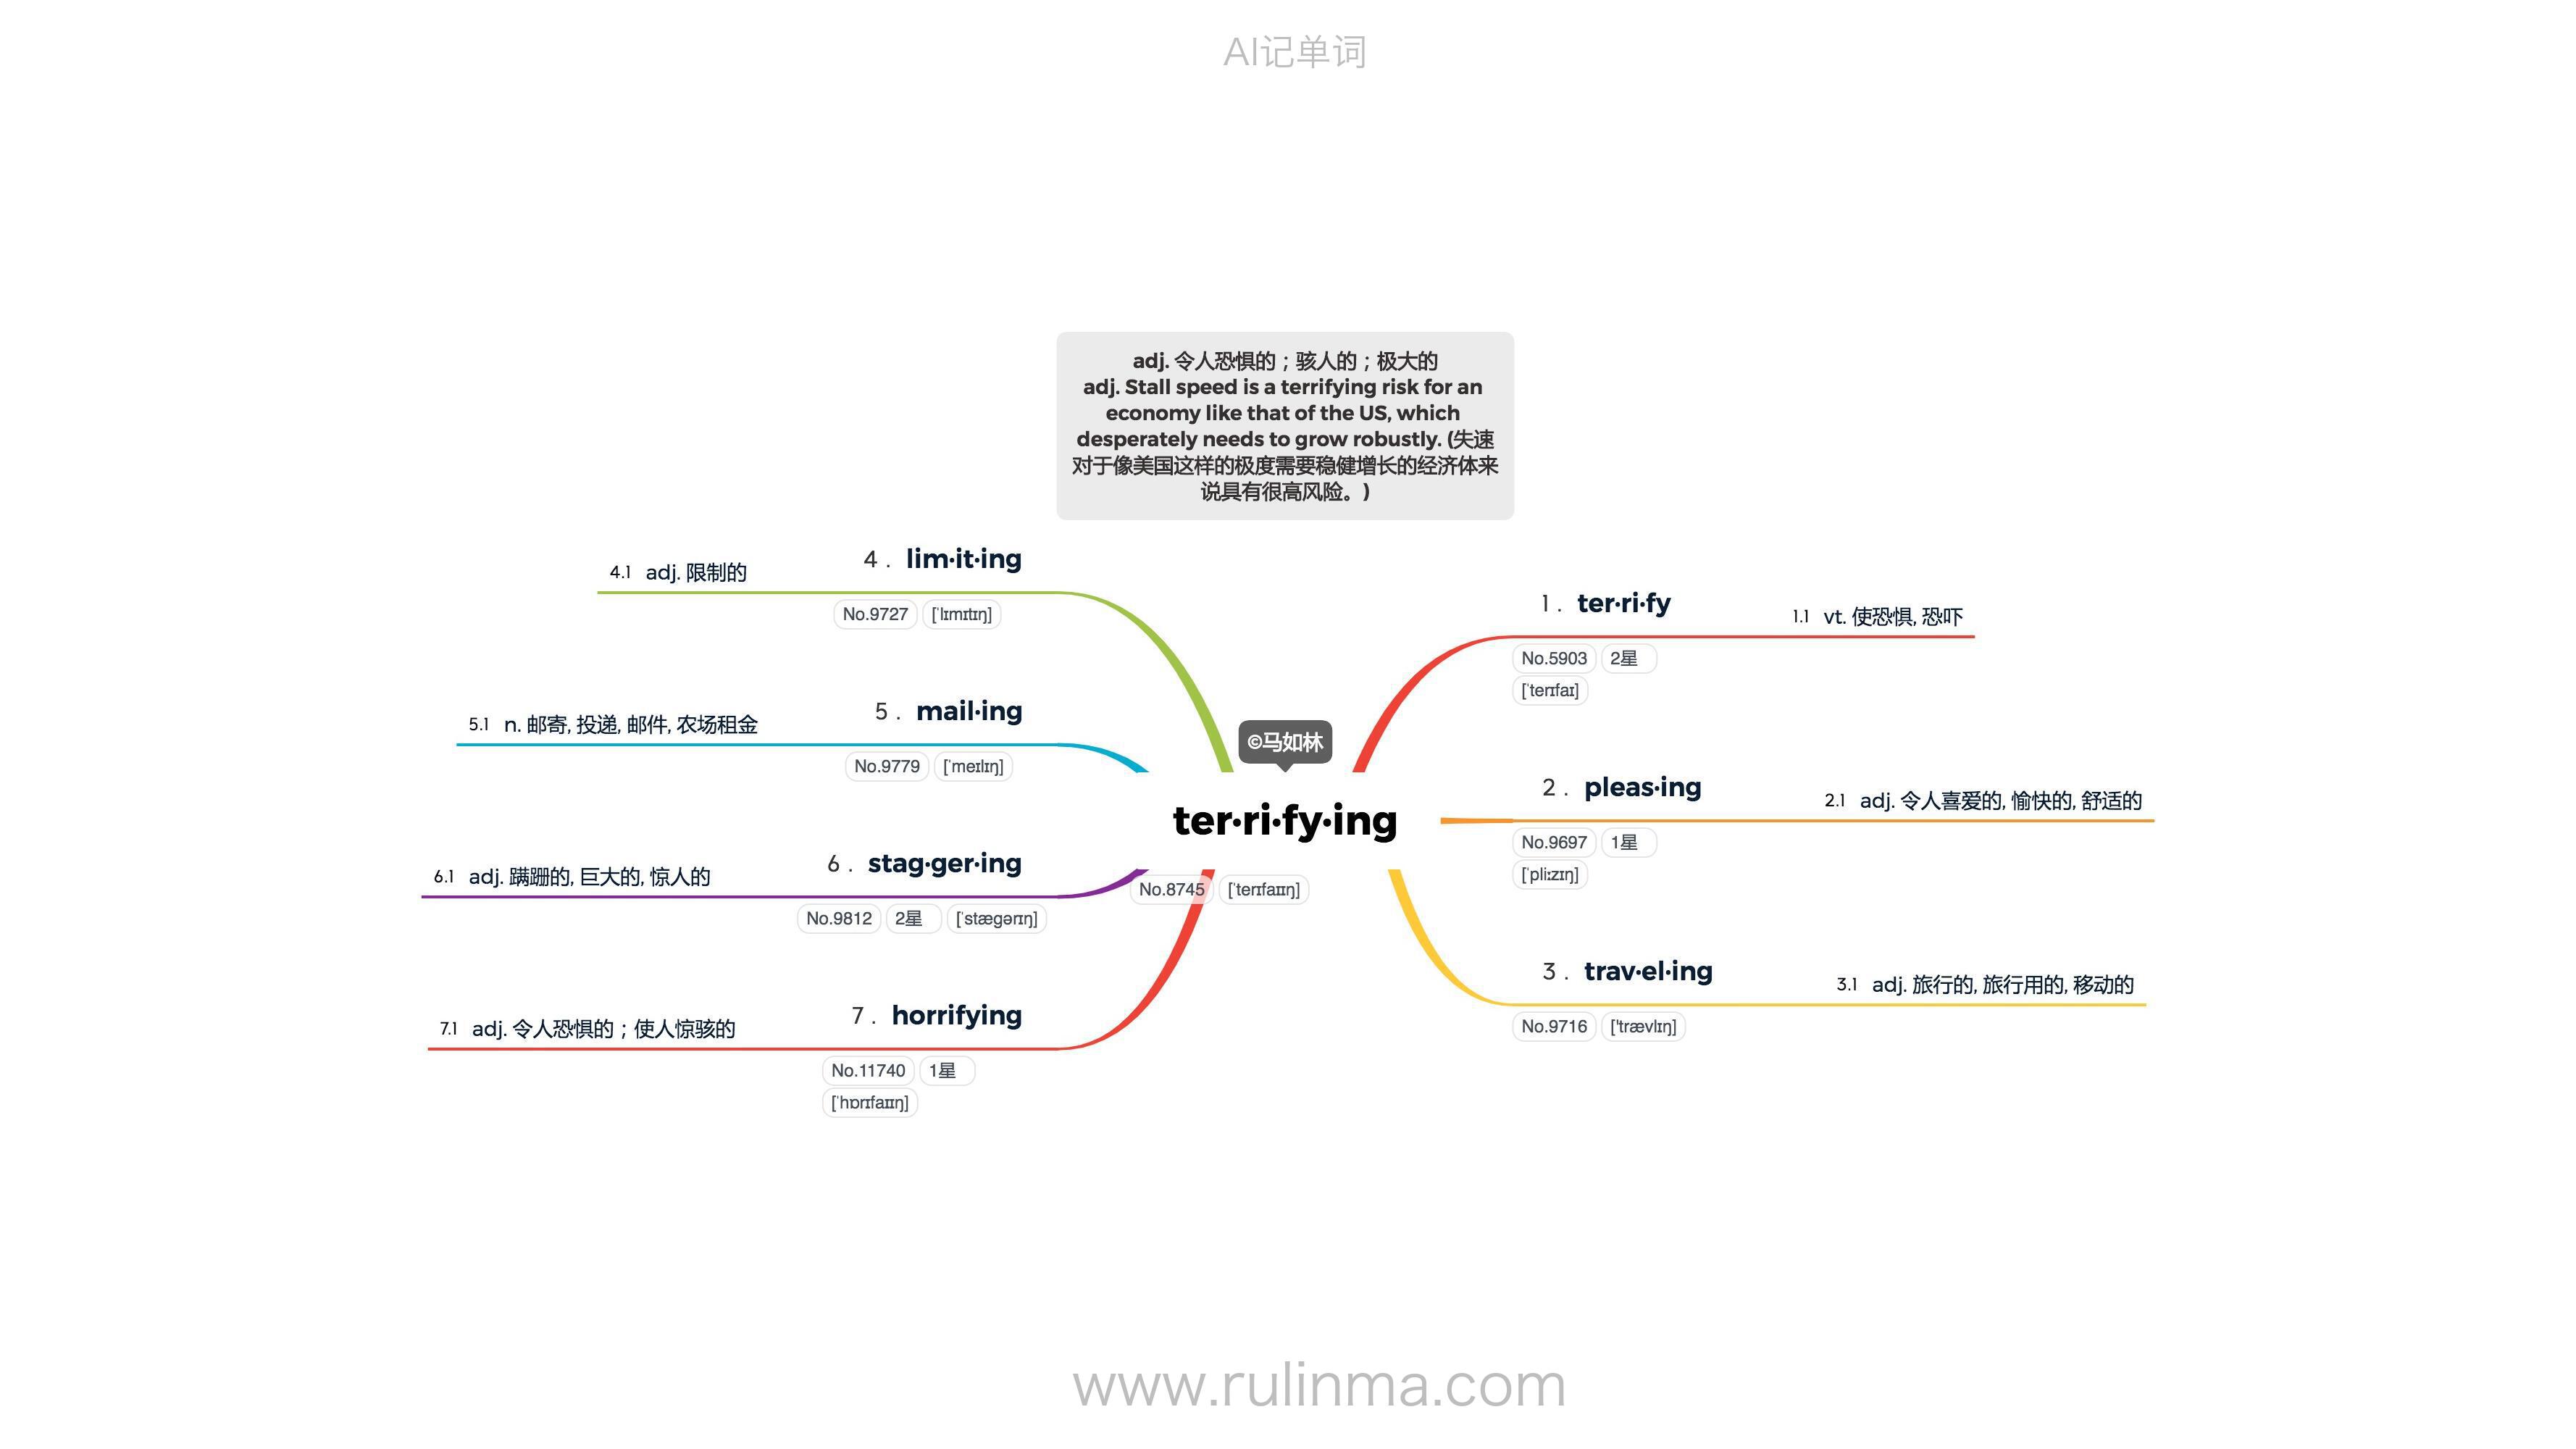 AI记单词
adj. 令人恐惧的；骇人的；极大的
adj. Stall speed is a terrifying risk for an
economy like that of the US, which
desperately needs to grow robustly. (失速
对于像美国这样的极度需要稳健增长的经济体来
说具有很高风险。)
©马如林
ter·ri·fy·ing
No.8745 [ˈterɪfaɪɪŋ]
1 . ter·ri·fy
1.1 vt. 使恐惧, 恐吓
No.5903 2星
[ˈterɪfaɪ]
2 . pleas·ing
2.1 adj. 令人喜爱的, 愉快的, 舒适的
No.9697 1星
[ˈpliːzɪŋ]
3 . trav·el·ing
3.1 adj. 旅行的, 旅行用的, 移动的
No.9716 ['trævlɪŋ]
4 . lim·it·ing
4.1 adj. 限制的
No.9727 [ˈlɪmɪtɪŋ]
5 . mail·ing
5.1 n. 邮寄, 投递, 邮件, 农场租金
No.9779 [ˈmeɪlɪŋ]
6 . stag·ger·ing
6.1 adj. 蹒跚的, 巨大的, 惊人的
No.9812 2星 [ˈstægərɪŋ]
7 . horrifying
7.1 adj. 令人恐惧的；使人惊骇的
No.11740 1星
[ˈhɒrɪfaɪɪŋ]
www.rulinma.com